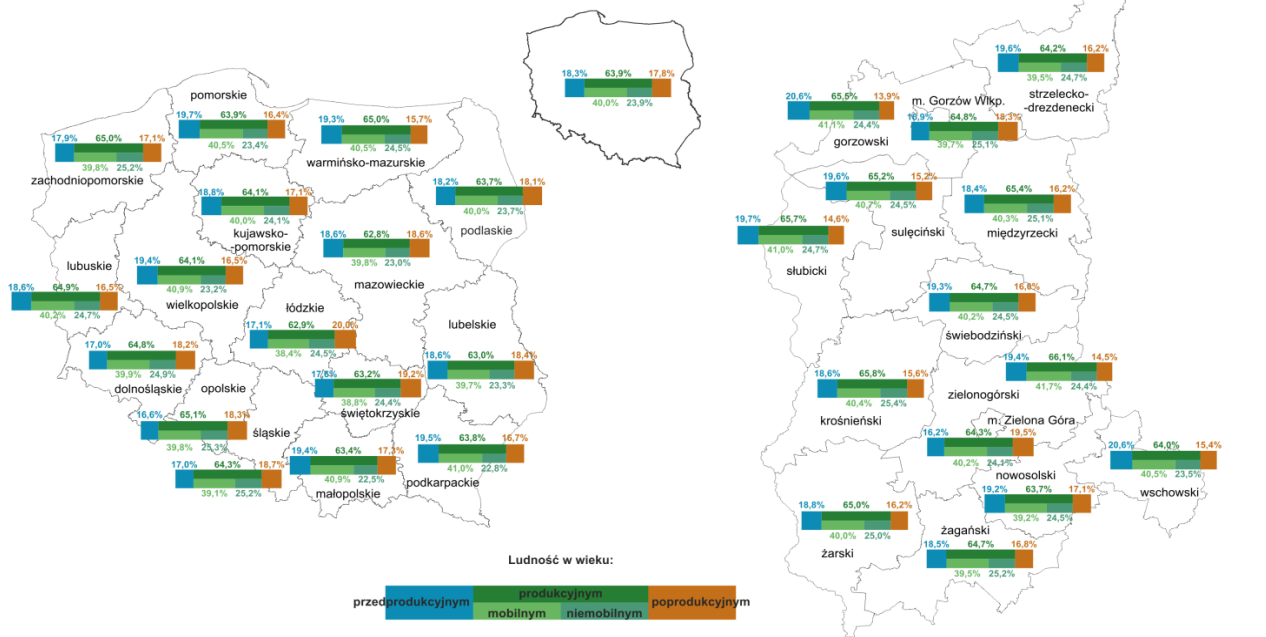 18,3% 63,9% 17,8%
40,0% 23,9%
pomorskie
19,7% 63,9% 16,4%
40,5% 23,4%
19,3% 65,0% 15,7%
40,5% 24,5%
warmińsko-mazurskie
17,9% 65,0% 17,1%
39,8% 25,2%
zachodniopomorskie
18,2% 63,7% 18,1%
40,0% 23,7%
podlaskie
18,8% 64,1% 17,1%
40,0% 24,1%
kujawsko-
-pomorskie
18,6% 62,8% 18,6%
39,8% 23,0%
mazowieckie
lubuskie
18,6% 64,9% 16,5%
40,2% 24,7%
19,4% 64,1% 16,5%
40,9% 23,2%
wielkopolskie
łódzkie
17,1% 62,9% 20,0%
38,4% 24,5%
lubelskie
18,6% 63,0% 18,4%
39,7% 23,3%
17,0% 64,8% 18,2%
39,9% 24,9%
dolnośląskie
opolskie
16,6% 65,1% 18,3%
39,8% 25,3%
63,2% 19,2%
38,8% 24,4%
świętokrzyskie
śląskie
17,0% 64,3% 18,7%
39,1% 25,2%
19,4% 63,4% 17,3%
40,9% 22,5%
małopolskie
19,5% 63,8% 16,7%
41,0% 22,8%
podkarpackie
19,6% 64,2% 16,2%
39,5% 24,7%
strzelecko-
-drezdenecki
20,6% 65,5% 13,9%
41,1% 24,4%
gorzowski
m. Gorzów Wlkp.
16,9% 64,8% 18,3%
39,7% 25,1%
19,6% 65,2% 15,2%
40,7% 24,5%
sulęciński
18,4% 65,4% 16,2%
40,3% 25,1%
międzyrzecki
19,7% 65,7% 14,6%
41,0% 24,7%
słubicki
19,3% 64,7% 16,0%
40,2% 24,5%
świebodziński
19,4% 66,1% 14,5%
41,7% 24,4%
zielonogórski
18,6% 65,8% 15,6%
40,4% 25,4%
krośnieński
m. Zielona Góra
16,2% 64,3% 19,5%
40,2% 24,1%
nowosolski
19,2% 63,7% 17,1%
39,2% 24,5%
20,6% 64,0% 15,4%
40,5% 23,5%
wschowski
18,8% 65,0% 16,2%
40,0% 25,0%
żarski
żagański
18,5% 64,7% 16,8%
39,5% 25,2%
Ludność w wieku:
przedprodukcyjnym produkcyjnym poprodukcyjnym
mobilnym niemobilnym